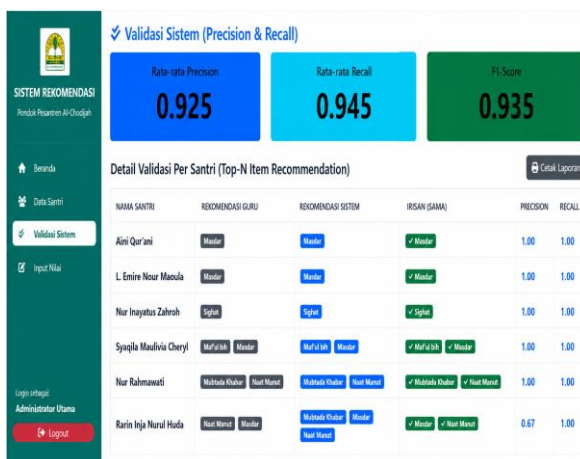 SISTEM REKOMENDASI
Pondok Pesantren Al-Chodijah
Beranda
Data Santri
Validasi Sistem
Input Nilai
Login sebagai:
Administrator Utama
Logout
Validasi Sistem (Precision & Recall)
Rata-rata Precision
0.925
Rata-rata Recall
0.945
F1-Score
0.935
Detail Validasi Per Santri (Top-N Item Recommendation)
Cetak Laporan
NAMA SANTRI REKOMENDASI GURU REKOMENDASI SISTEM IRISAN (SAMA) PRECISION RECALL
Aini Qur'ani Masdar Masdar ✓ Masdar 1.00 1.00
L. Emire Nour Maoula Masdar Masdar ✓ Masdar 1.00 1.00
Nur Inayatus Zahroh Sighat Sighat ✓ Sighat 1.00 1.00
Syaqila Maulivia Cheryl Maf'ul bih Masdar Maf'ul bih Masdar ✓ Maf'ul bih ✓ Masdar 1.00 1.00
Nur Rahmawati Mubtada Khabar Naat Manut Mubtada Khabar Naat Manut ✓ Mubtada Khabar ✓ Naat Manut 1.00 1.00
Rarin Inja Nurul Huda Naat Manut Masdar Mubtada Khabar Masdar ✓ Masdar ✓ Naat Manut 0.67 1.00
Naat Manut